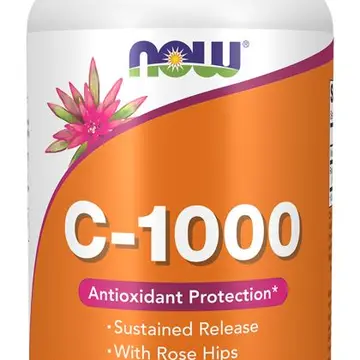 now
C-1000
Antioxidant Protection*
•Sustained Release
•With Rose Hips